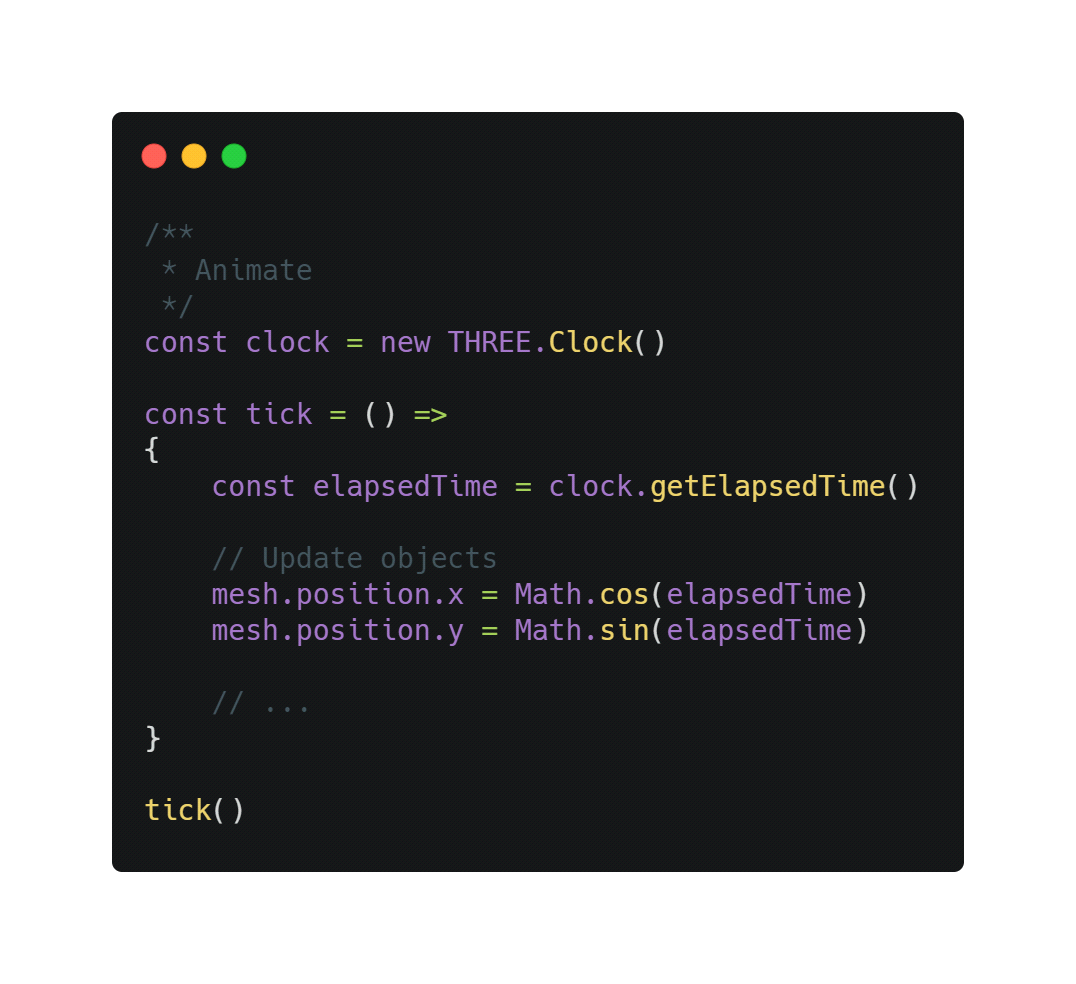 /**
 * Animate
 */
const clock = new THREE.Clock()

const tick = () =>
{
    const elapsedTime = clock.getElapsedTime()

    // Update objects
    mesh.position.x = Math.cos(elapsedTime)
    mesh.position.y = Math.sin(elapsedTime)

    // ...
}

tick()